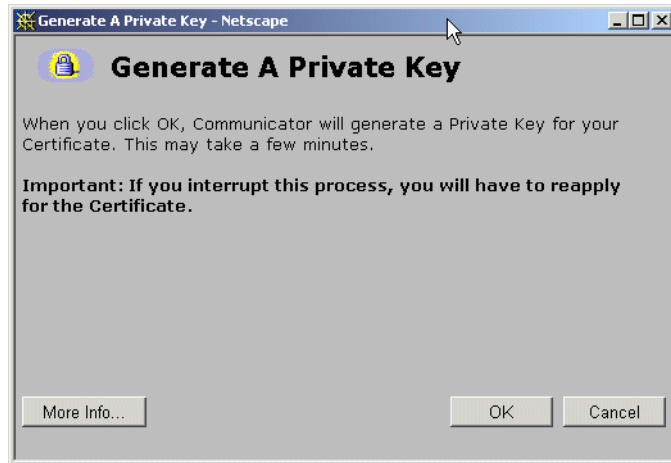 Generate A Private Key - Netscape
Generate A Private Key
When you click OK, Communicator will generate a Private Key for your
Certificate. This may take a few minutes.
Important: If you interrupt this process, you will have to reapply
for the Certificate.
More Info...
OK
Cancel